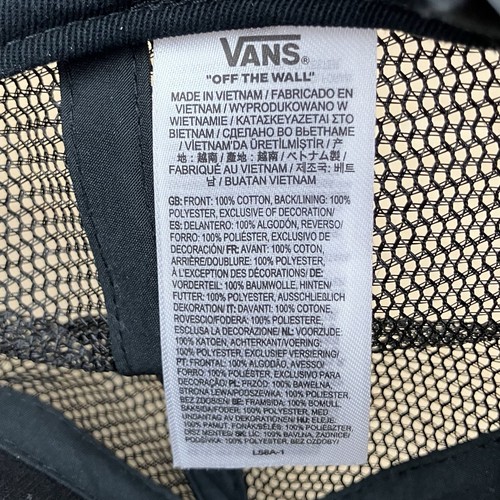 VANS®
"OFF THE WALL"
MADE IN VIETNAM / FABRICADO EN
VIETNAM / WYPRODUKOWANO W
WIETNAMIE / ΚΑΤΑΣΚΕΥΑΖΕΤΑΙ ΣΤΟ
ΒΙΕΤΝΑΜ / СДЕЛАНО ВО ВЬЕТНАМЕ
/ VİETNAM'DA ÜRETİLMİŞTİR / 产
地：越南 / 產地：越南 / ベトナム製 /
FABRIQUÉ AU VIETNAM / 제조국: 베트
남 / BUATAN VIETNAM
GB: FRONT: 100% COTTON, BACK/LINING: 100%
POLYESTER, EXCLUSIVE OF DECORATION/
ES: DELANTERO: 100% ALGODÓN, REVERSO/
FORRO: 100% POLIÉSTER, EXCLUSIVO DE
DECORACIÓN/ FR: AVANT: 100% COTON,
ARRIÈRE/DOUBLURE: 100% POLYESTER,
À L'EXCEPTION DES DÉCORATIONS/ DE:
VORDERTEIL: 100% BAUMWOLLE, HINTEN/
FUTTER: 100% POLYESTER, AUSSCHLIEßLICH
DEKORATION/ IT: DAVANTI: 100% COTONE,
ROVESCIO/FODERA: 100% POLIESTERE,
ESCLUSA LA DECORAZIONE/ NL: VOORZIJDE:
100% KATOEN, ACHTERKANT/VOERING:
100% POLYESTER, EXCLUSIEF VERSIERING/
PT: FRONTAL: 100% ALGODÃO, AVESSO/
FORRO: 100% POLIÉSTER, EXCLUSIVO PARA
DECORAÇÃO/ PL: PRZÓD: 100% BAWEŁNA,
STRONA LEWA/PODSZEWKA: 100% POLIESTER,
BEZ OZDÓB/ SE: FRAMSIDA: 100% BOMULL,
BAKSIDA/FODER: 100% POLYESTER, MED
UNDANTAG AV DEKORATIONEN/ HU: ELEJE:
100% PAMUT, FONÁK/BÉLÉS: 100% POLIÉSZTER,
DÍSZ MENTES/ SK: LÍC: 100% BAVLNA, ZADNICE/
PODŠÍVKA: 100% POLYESTER, BEZ OZDOBY/
LS6A-1